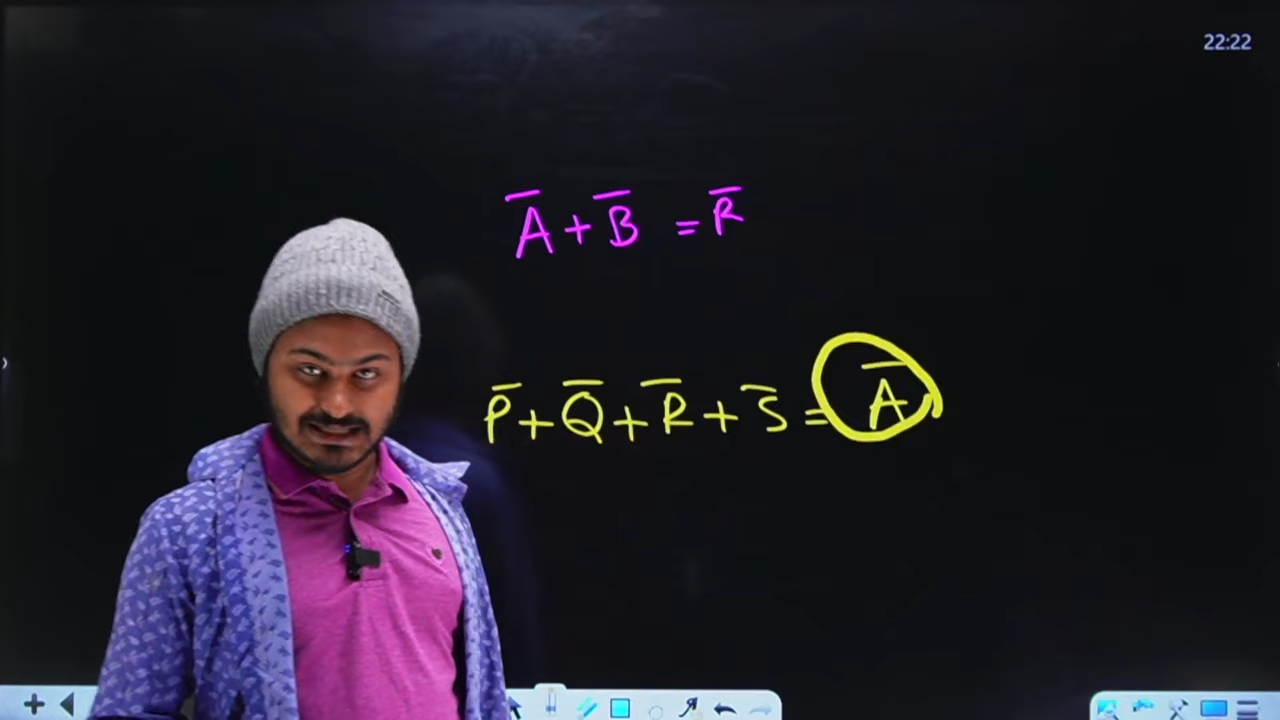 22:22
A̅ + B̅ = R̅
P̅ + Q̅ + R̅ + S̅ = A̅